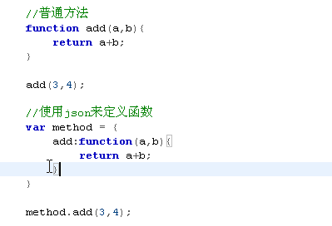 //普通方法
function add(a,b){
    return a+b;
}
add(3,4);
//使用json来定义函数
var method = {
    add:function(a,b){
        return a+b;
    }
}
method.add(3,4);